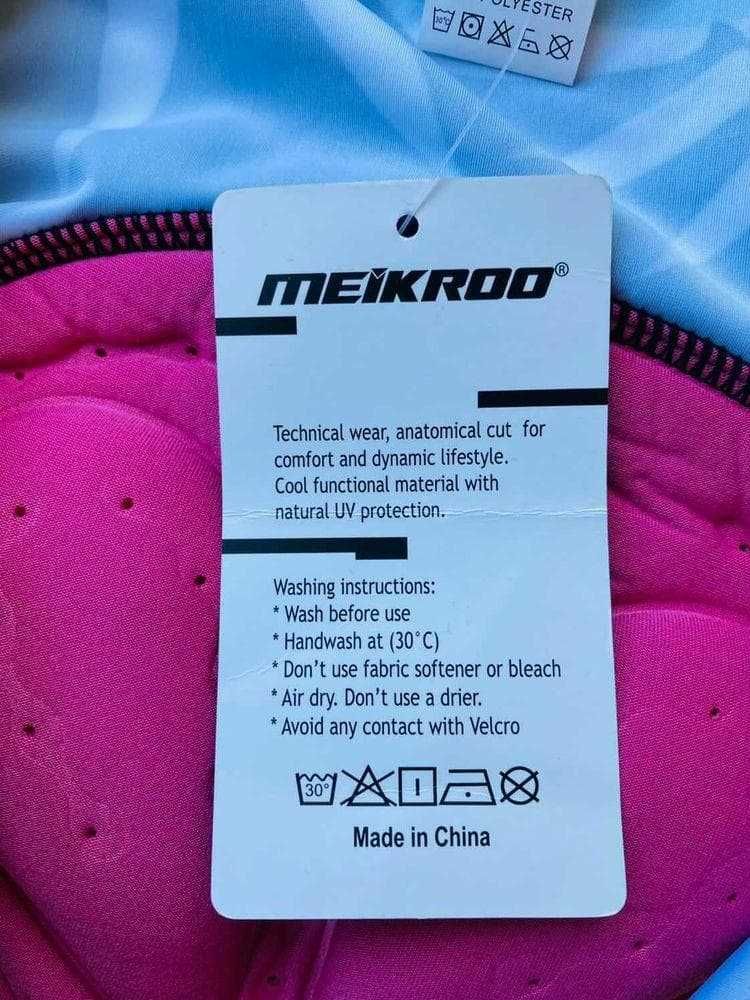 POLYESTER
30°C
MEIKROO®
Technical wear, anatomical cut for
comfort and dynamic lifestyle.
Cool functional material with
natural UV protection.
Washing instructions:
* Wash before use
* Handwash at (30°C)
* Don't use fabric softener or bleach
* Air dry. Don't use a drier.
* Avoid any contact with Velcro
30°
Made in China